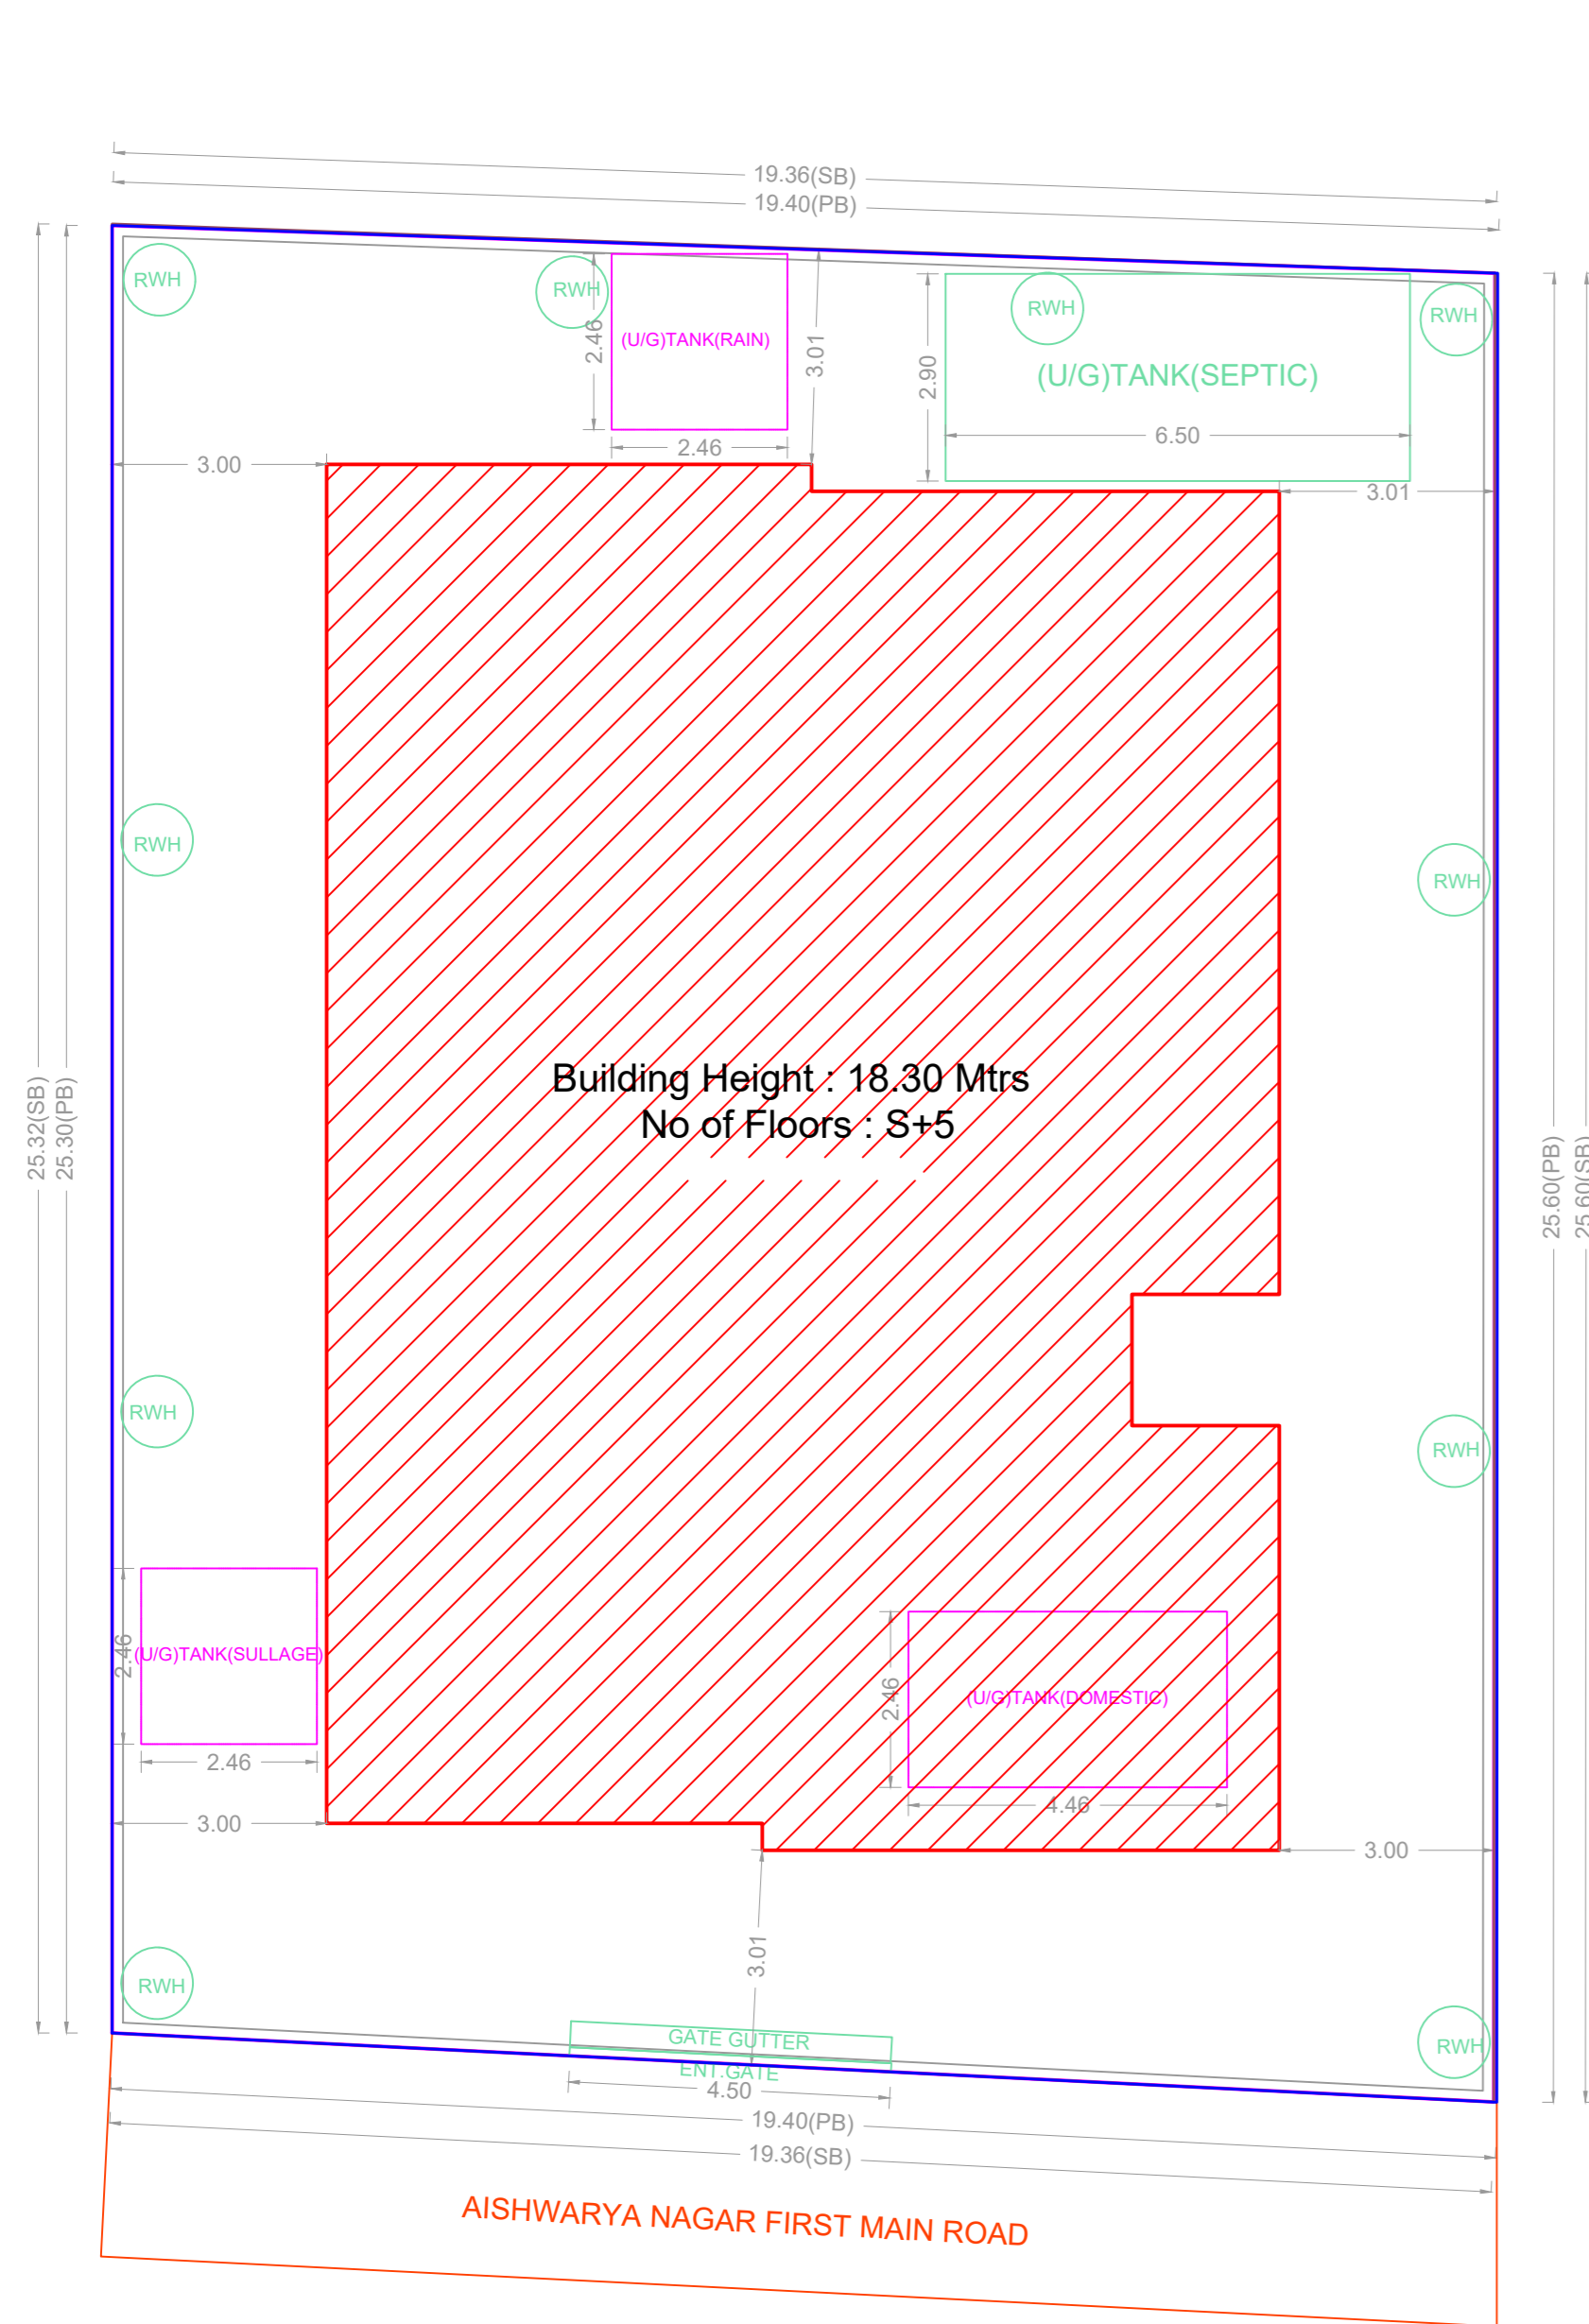 19.36(SB)
19.40(PB)
RWH
RWH
RWH
RWH
2.46
(U/G)TANK(RAIN)
3.01
2.90
(U/G)TANK(SEPTIC)
6.50
2.46
3.00
3.01
RWH
RWH
Building Height : 18.30 Mtrs
No of Floors : S+5
25.32(SB)
25.30(PB)
25.60(PB)
25.60(SB)
RWH
RWH
2.46
(U/G)TANK(SULLAGE)
2.46
(U/G)TANK(DOMESTIC)
2.46
4.46
3.00
3.00
3.01
RWH
RWH
GATE GUTTER
ENT.GATE
4.50
19.40(PB)
19.36(SB)
AISHWARYA NAGAR FIRST MAIN ROAD